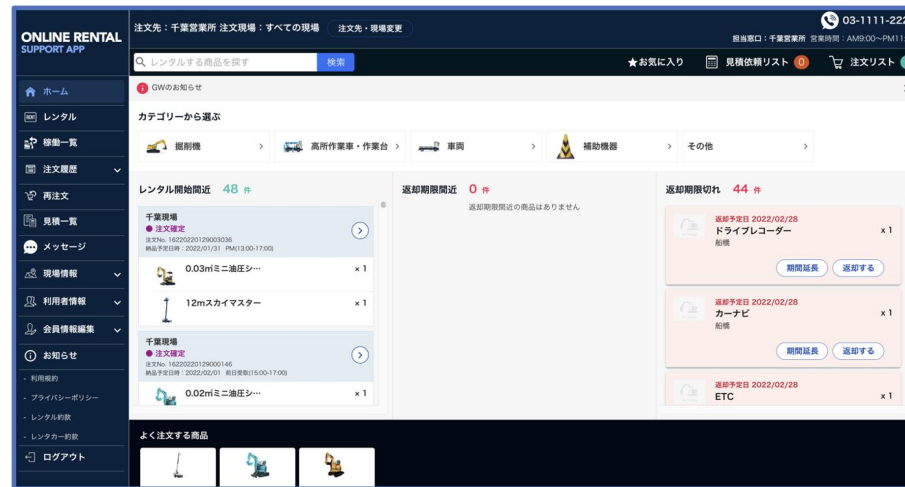 ONLINE RENTAL
SUPPORT APP
注文先：千葉営業所 注文現場：すべての現場
注文先・現場変更
03-1111-222
担当窓口：千葉営業所 営業時間：AM9:00〜PM11:
レンタルする商品を探す
検索
★お気に入り
見積依頼リスト 0
注文リスト
ホーム
レンタル
稼働一覧
注文履歴
再注文
見積一覧
メッセージ
現場情報
利用者情報
会員情報編集
お知らせ
- 利用規約
- プライバシーポリシー
- レンタル約款
- レンタカー約款
ログアウト
GWのお知らせ
カテゴリーから選ぶ
掘削機
高所作業車・作業台
車両
補助機器
その他
レンタル開始間近 48 件
千葉現場
● 注文確定
注文No. 16220220129003036
納品予定日時：2022/01/31 PM(13:00-17:00)
0.03㎥ミニ油圧シ… x 1
12mスカイマスター x 1
千葉現場
● 注文確定
注文No. 16220220129000146
納品予定日時：2022/02/01 前日受取(15:00-17:00)
0.02㎥ミニ油圧シ… x 1
返却期限間近 0 件
返却期限間近の商品はありません
返却期限切れ 44 件
返却予定日 2022/02/28
ドライブレコーダー x 1
船橋
期間延長 返却する
返却予定日 2022/02/28
カーナビ x 1
船橋
期間延長 返却する
返却予定日 2022/02/28
ETC x 1
よく注文する商品